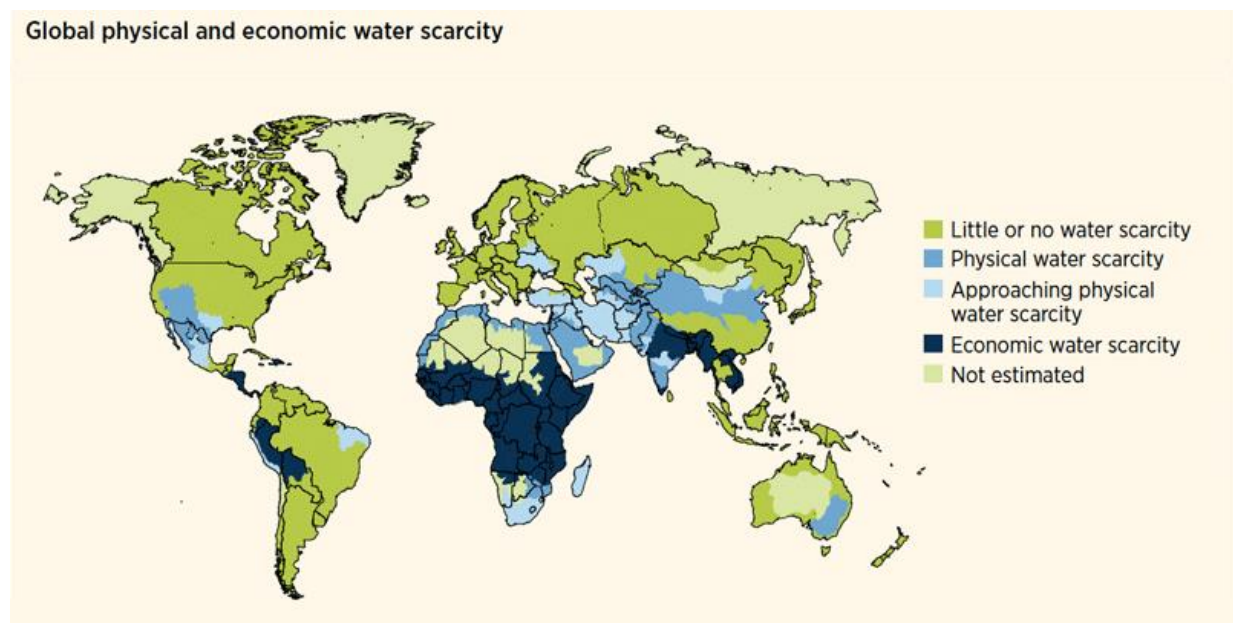 Global physical and economic water scarcity
Little or no water scarcity
Physical water scarcity
Approaching physical
water scarcity
Economic water scarcity
Not estimated